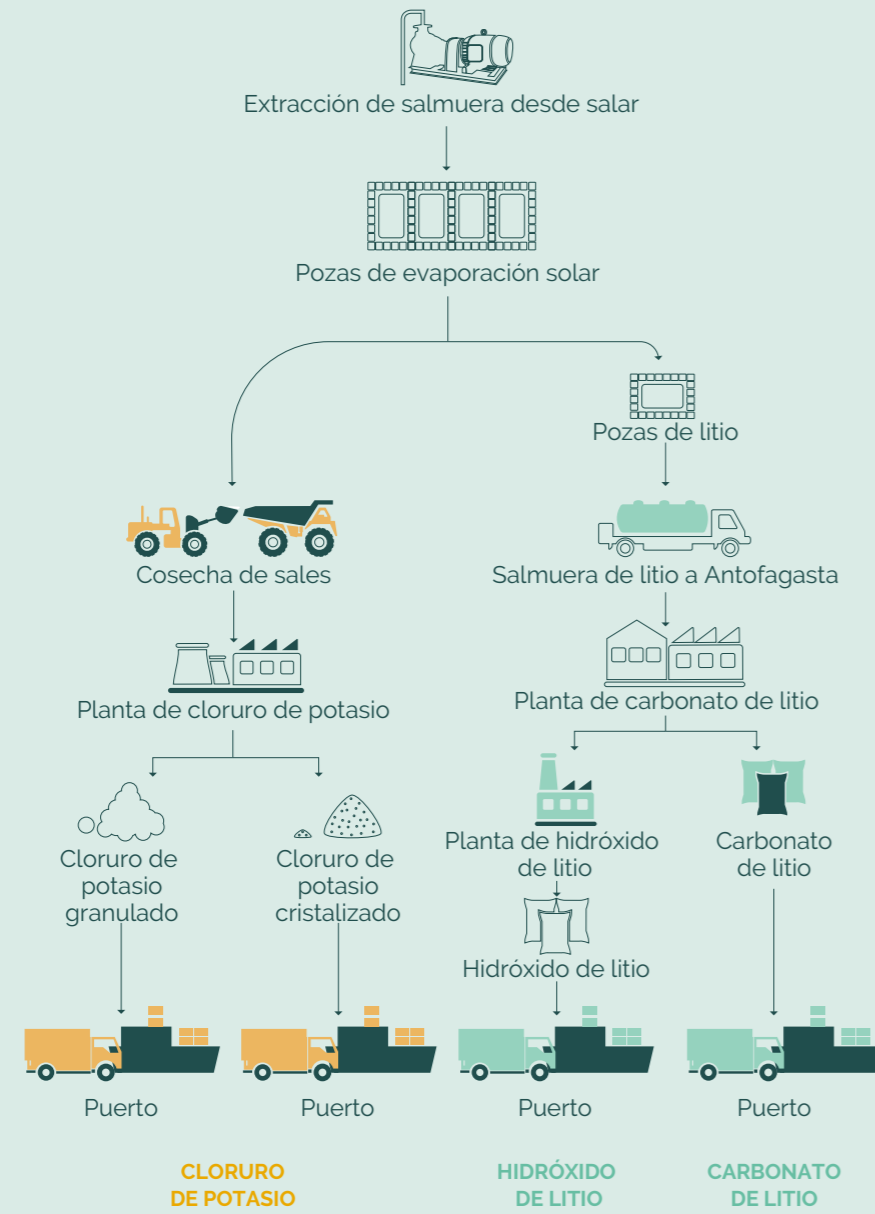 Extracción de salmuera desde salar
Pozas de evaporación solar
Pozas de litio
Cosecha de sales
Salmuera de litio a Antofagasta
Planta de cloruro de potasio
Planta de carbonato de litio
Cloruro de
potasio
granulado
Cloruro de
potasio
cristalizado
Planta de hidróxido
de litio
Carbonato
de litio
Hidróxido de litio
Puerto
Puerto
Puerto
Puerto
CLORURO
DE POTASIO
HIDRÓXIDO
DE LITIO
CARBONATO
DE LITIO